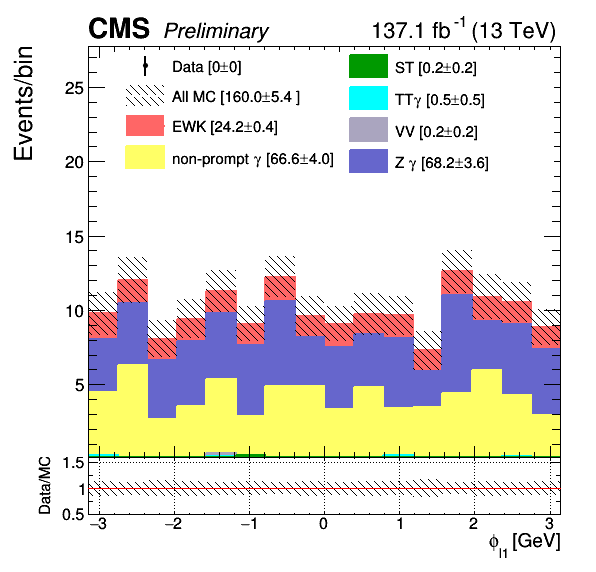 CMS Preliminary 137.1 fb⁻¹ (13 TeV)
Events/bin
Data [0±0]
All MC [160.0±5.4 ]
EWK [24.2±0.4]
non-prompt γ [66.6±4.0]
ST [0.2±0.2]
TTγ [0.5±0.5]
VV [0.2±0.2]
Z γ [68.2±3.6]
25
20
15
10
5
Data/MC
1.5
1
0.5
−3 −2 −1 0 1 2 3
ϕ_l1 [GeV]